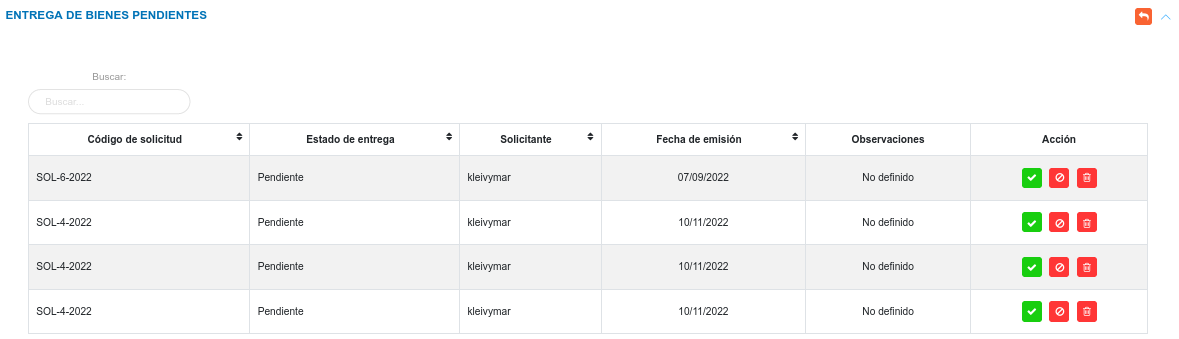 ENTREGA DE BIENES PENDIENTES
Buscar:
Buscar...
Código de solicitud Estado de entrega Solicitante Fecha de emisión Observaciones Acción
SOL-6-2022 Pendiente kleivymar 07/09/2022 No definido
SOL-4-2022 Pendiente kleivymar 10/11/2022 No definido
SOL-4-2022 Pendiente kleivymar 10/11/2022 No definido
SOL-4-2022 Pendiente kleivymar 10/11/2022 No definido